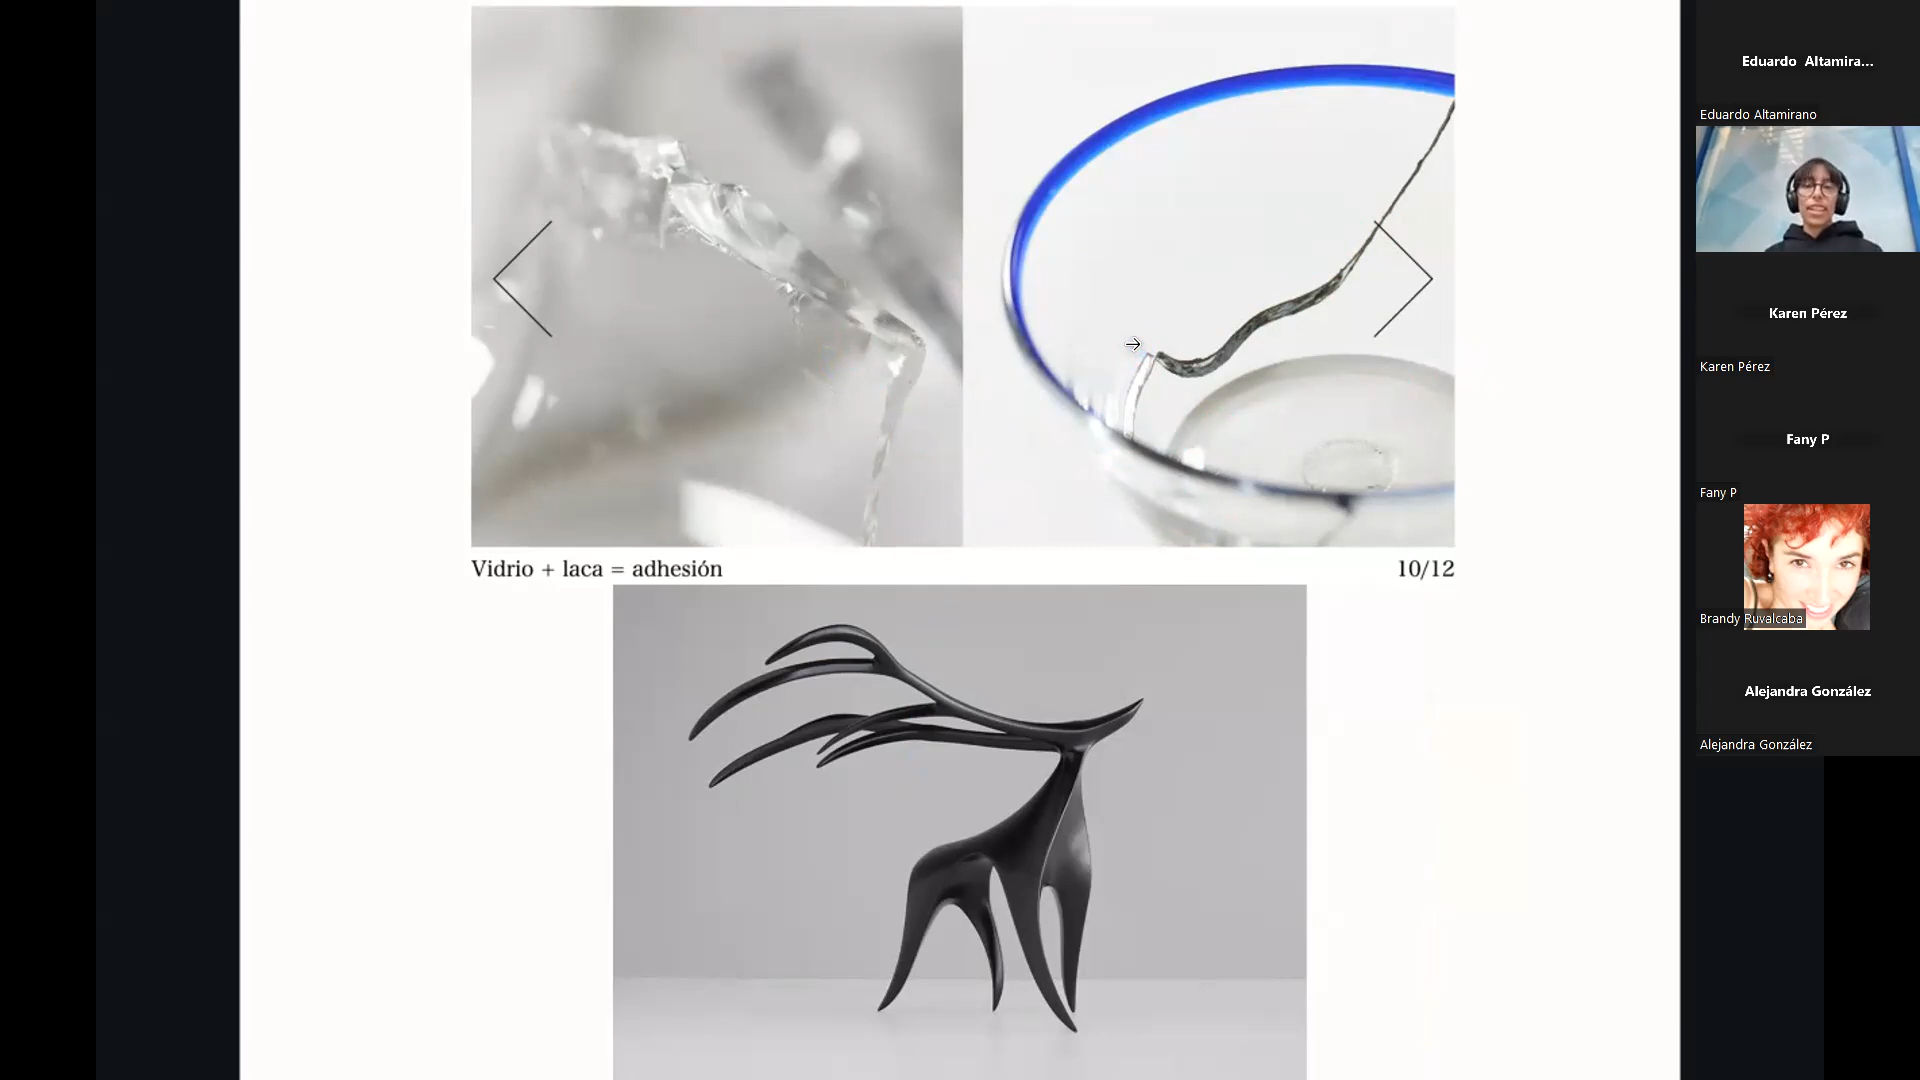 Vidrio + laca = adhesión
10/12
Eduardo Altamira...
Eduardo Altamirano
Karen Pérez
Karen Pérez
Fany P
Fany P
Brandy Ruvalcaba
Alejandra González
Alejandra González